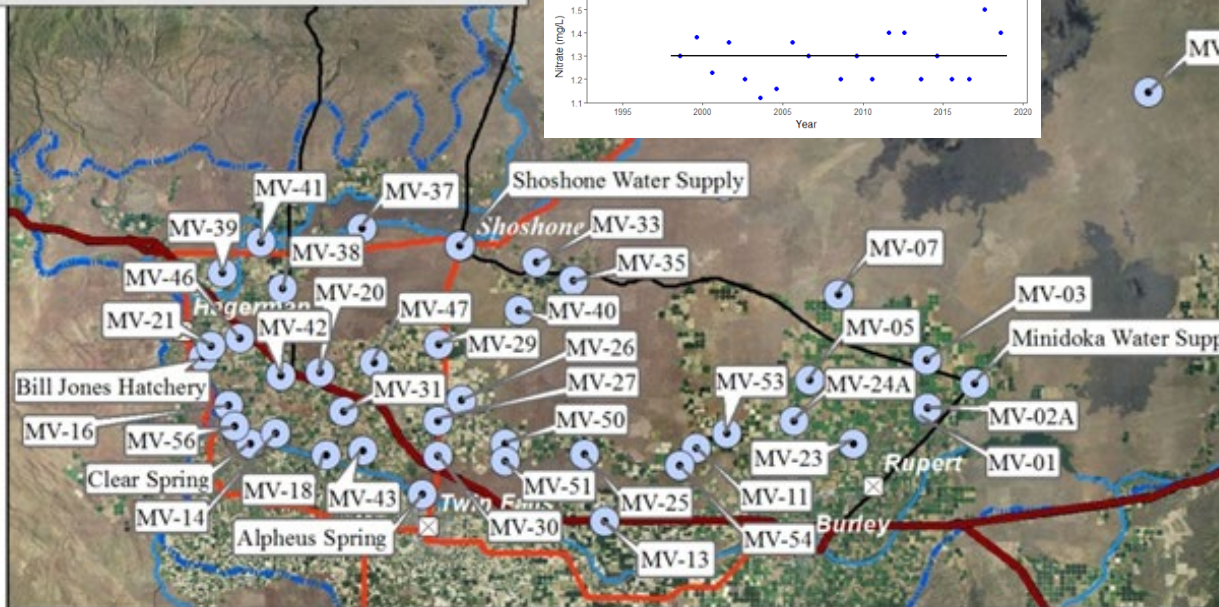 1.5
1.4
1.3
1.2
1.1
Nitrate (mg/L)
1995
2000
2005
2010
2015
2020
Year
MV-41
MV-37
Shoshone Water Supply
MV-39
MV-38
Shoshone
MV-33
MV-07
MV-46
MV-20
MV-35
MV-03
Hagerman
MV-21
MV-42
MV-47
MV-40
MV-05
MV-29
MV-26
Minidoka Water Supp
Bill Jones Hatchery
MV-31
MV-27
MV-53
MV-24A
MV-16
MV-56
MV-50
MV-02A
MV-23
Rupert
MV-01
Clear Spring
MV-18
MV-43
MV-51
MV-25
MV-11
MV-14
Twin Falls
MV-30
Burley
Alpheus Spring
MV-54
MV-13